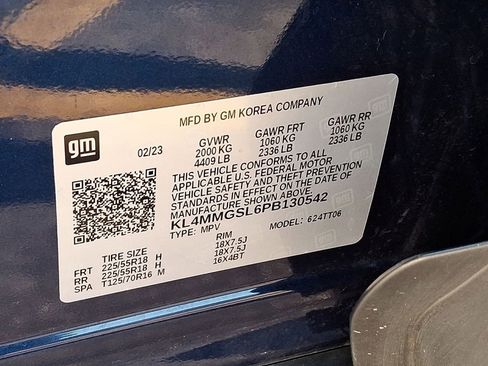 MFD BY GM KOREA COMPANY
gm
02/23
GVWR GAWR FRT GAWR RR
2000 KG 1060 KG 1060 KG
4409 LB 2336 LB 2336 LB
THIS VEHICLE CONFORMS TO ALL
APPLICABLE U.S. FEDERAL MOTOR
VEHICLE SAFETY AND THEFT PREVENTION
STANDARDS IN EFFECT ON THE DATE OF
MANUFACTURE SHOWN ABOVE.
KL4MMGSL6PB130542
TYPE: MPV MODEL: 624TT06
TIRE SIZE RIM
FRT 225/55R18 H 18X7.5J
RR 225/55R18 H 18X7.5J
SPA T125/70R16 M 16X4BT